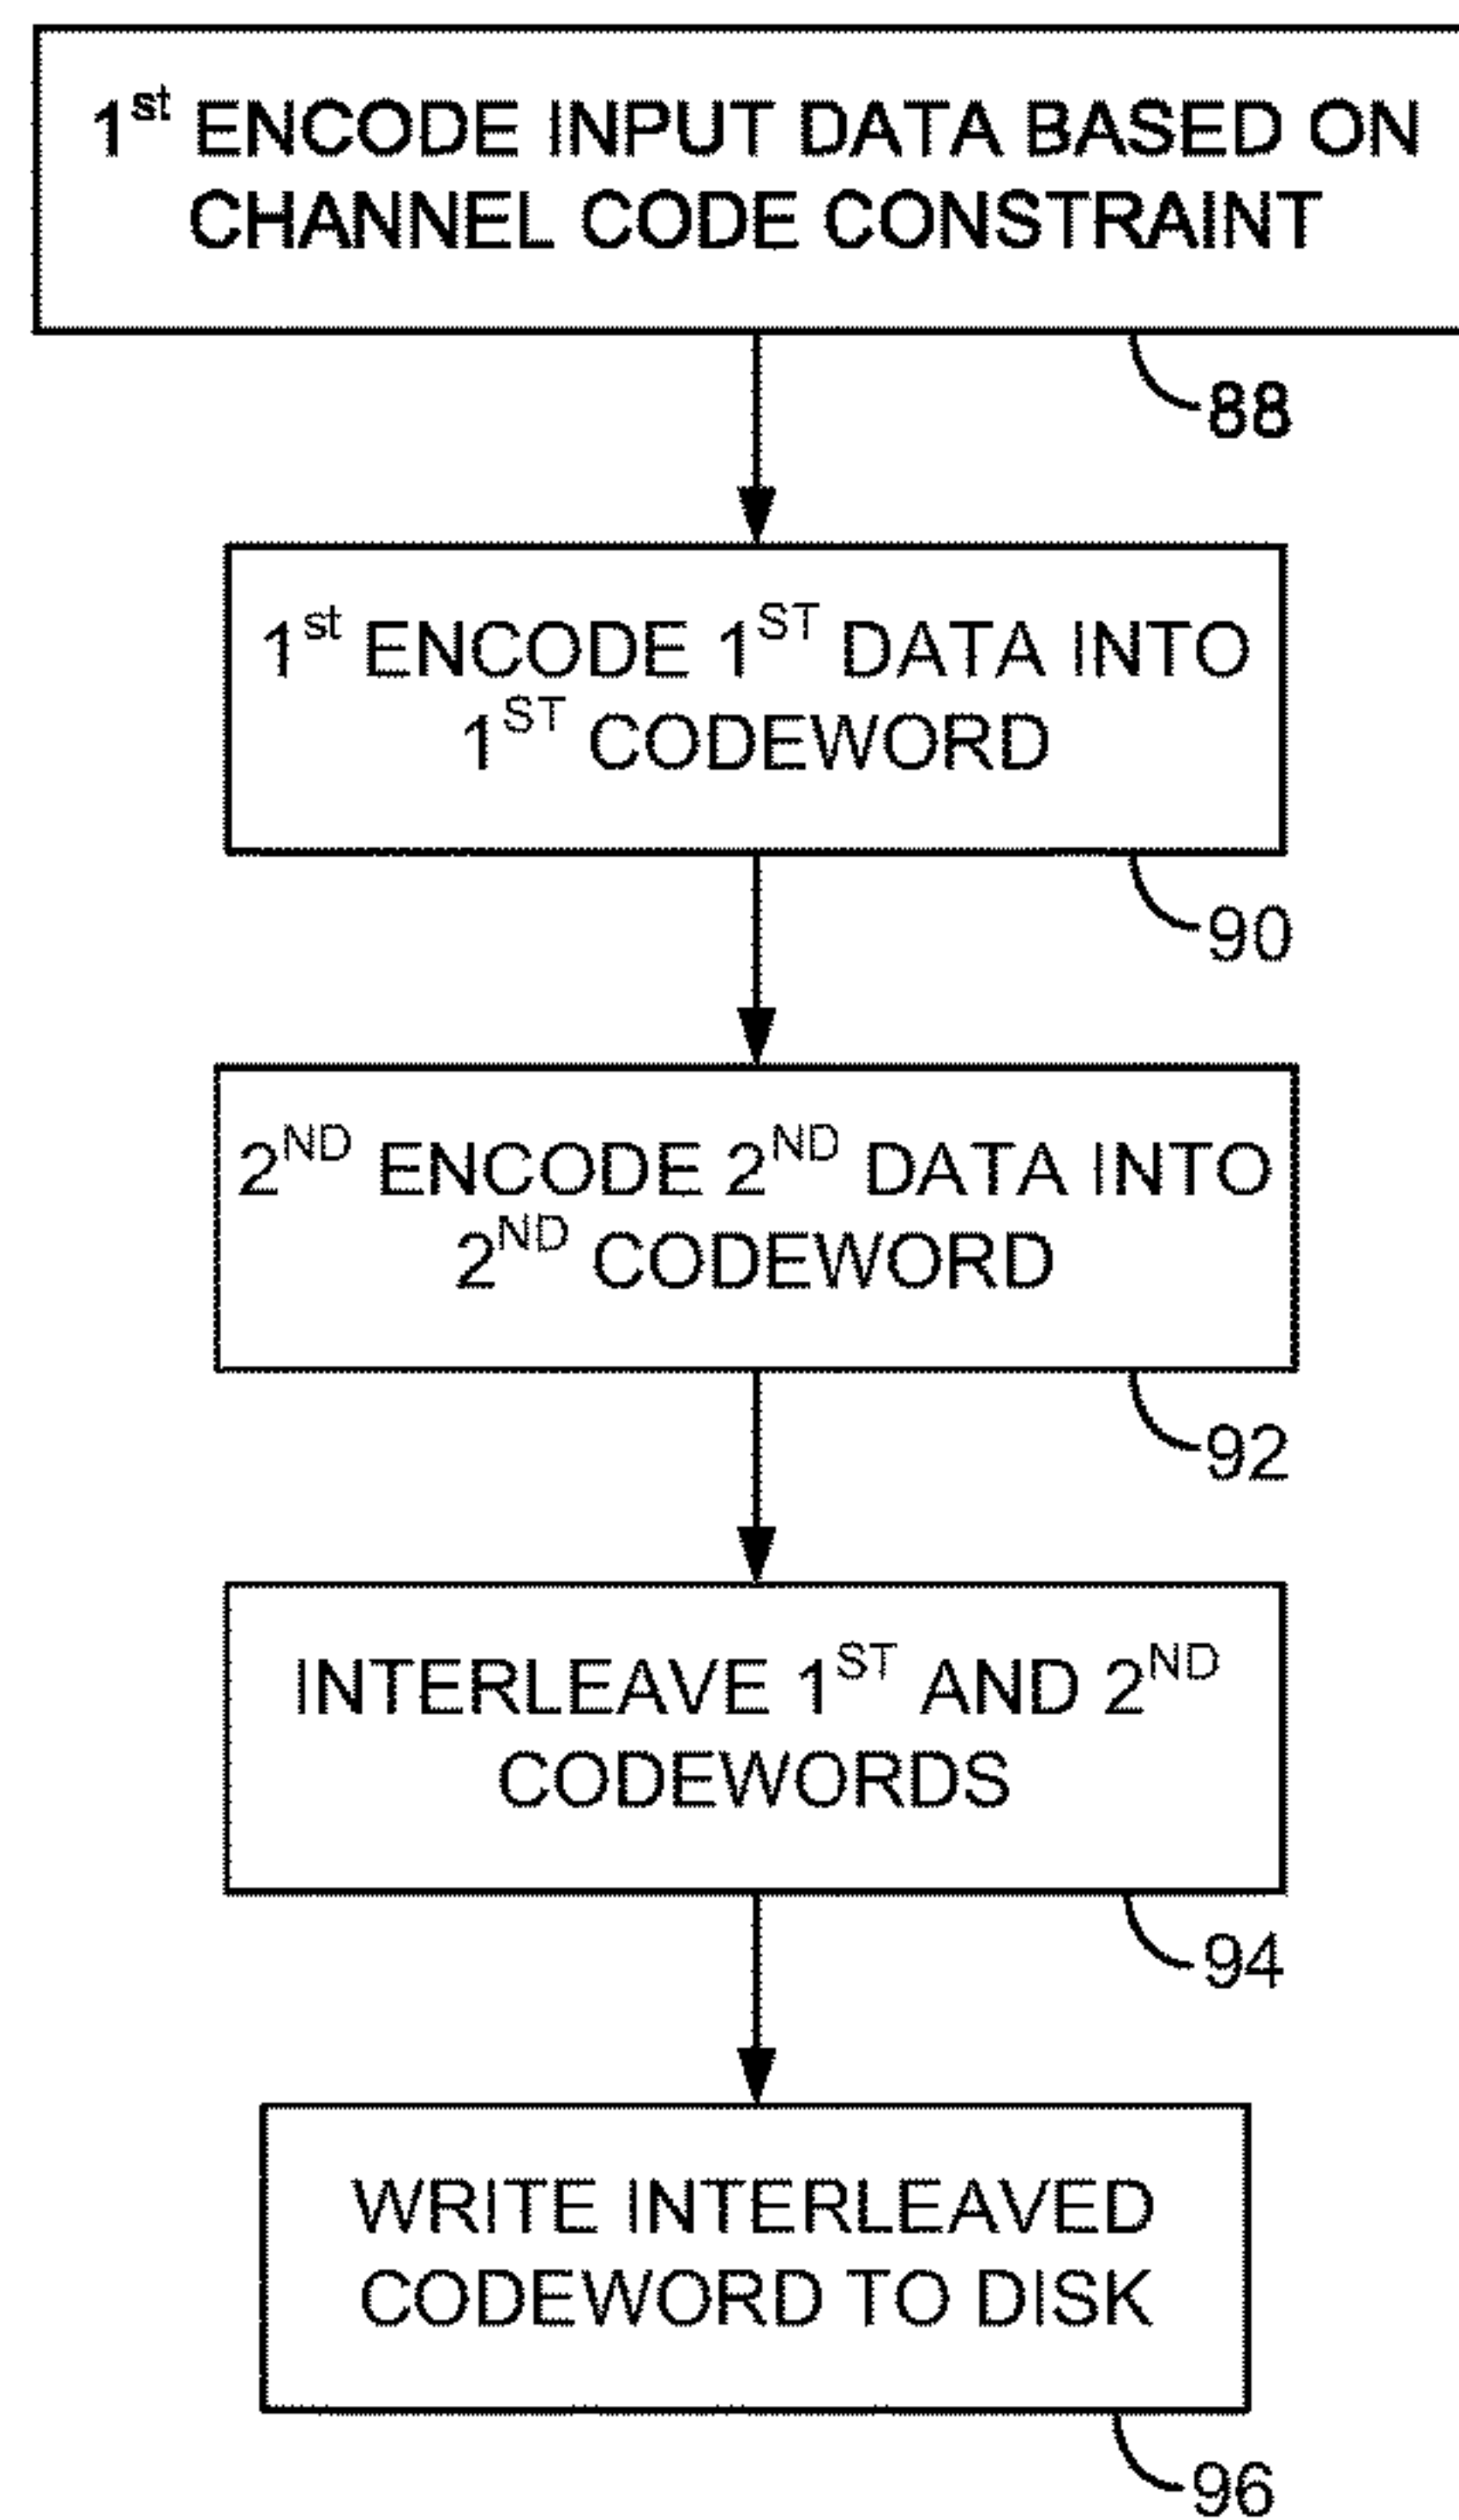 1st ENCODE INPUT DATA BASED ON
CHANNEL CODE CONSTRAINT
88
1st ENCODE 1ST DATA INTO
1ST CODEWORD
90
2ND ENCODE 2ND DATA INTO
2ND CODEWORD
92
INTERLEAVE 1ST AND 2ND
CODEWORDS
94
WRITE INTERLEAVED
CODEWORD TO DISK
96